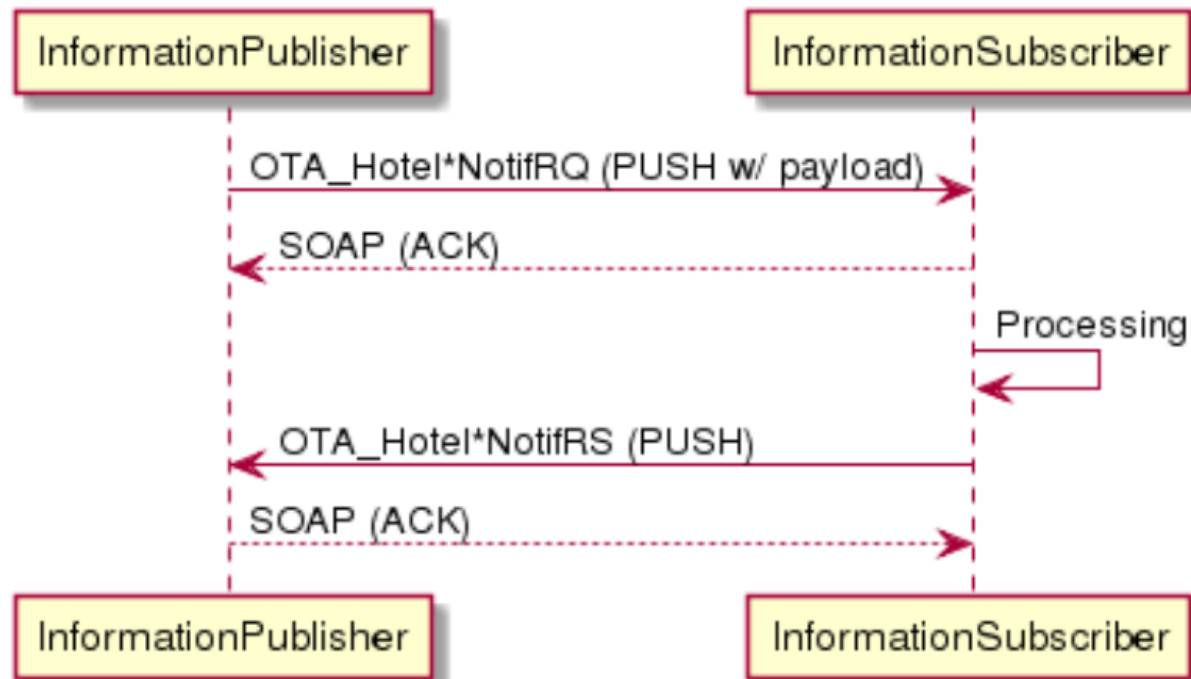 InformationPublisher InformationSubscriber
OTA_Hotel*NotifRQ (PUSH w/ payload)
SOAP (ACK)
Processing
OTA_Hotel*NotifRS (PUSH)
SOAP (ACK)
InformationPublisher InformationSubscriber